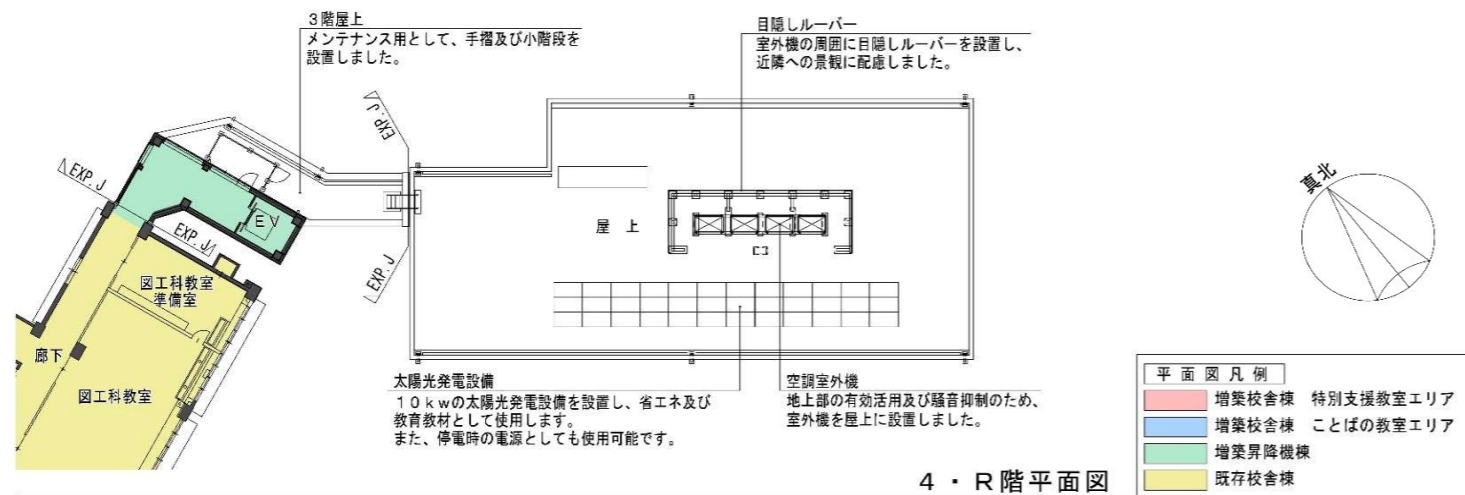 3階屋上
メンテナンス用として、手摺及び小階段を
設置しました。
目隠しルーバー
室外機の周囲に目隠しルーバーを設置し、
近隣への景観に配慮しました。
EXP.J
EXP.J
EV
EXP.J
EXP.J
屋上
真北
図工科教室
準備室
廊下
図工科教室
太陽光発電設備
10kwの太陽光発電設備を設置し、省エネ及び
教育教材として使用します。
また、停電時の電源としても使用可能です。
空調室外機
地上部の有効活用及び騒音抑制のため、
室外機を屋上に設置しました。
4・R階平面図
平面図凡例
増築校舎棟 特別支援教室エリア
増築校舎棟 ことばの教室エリア
増築昇降機棟
既存校舎棟